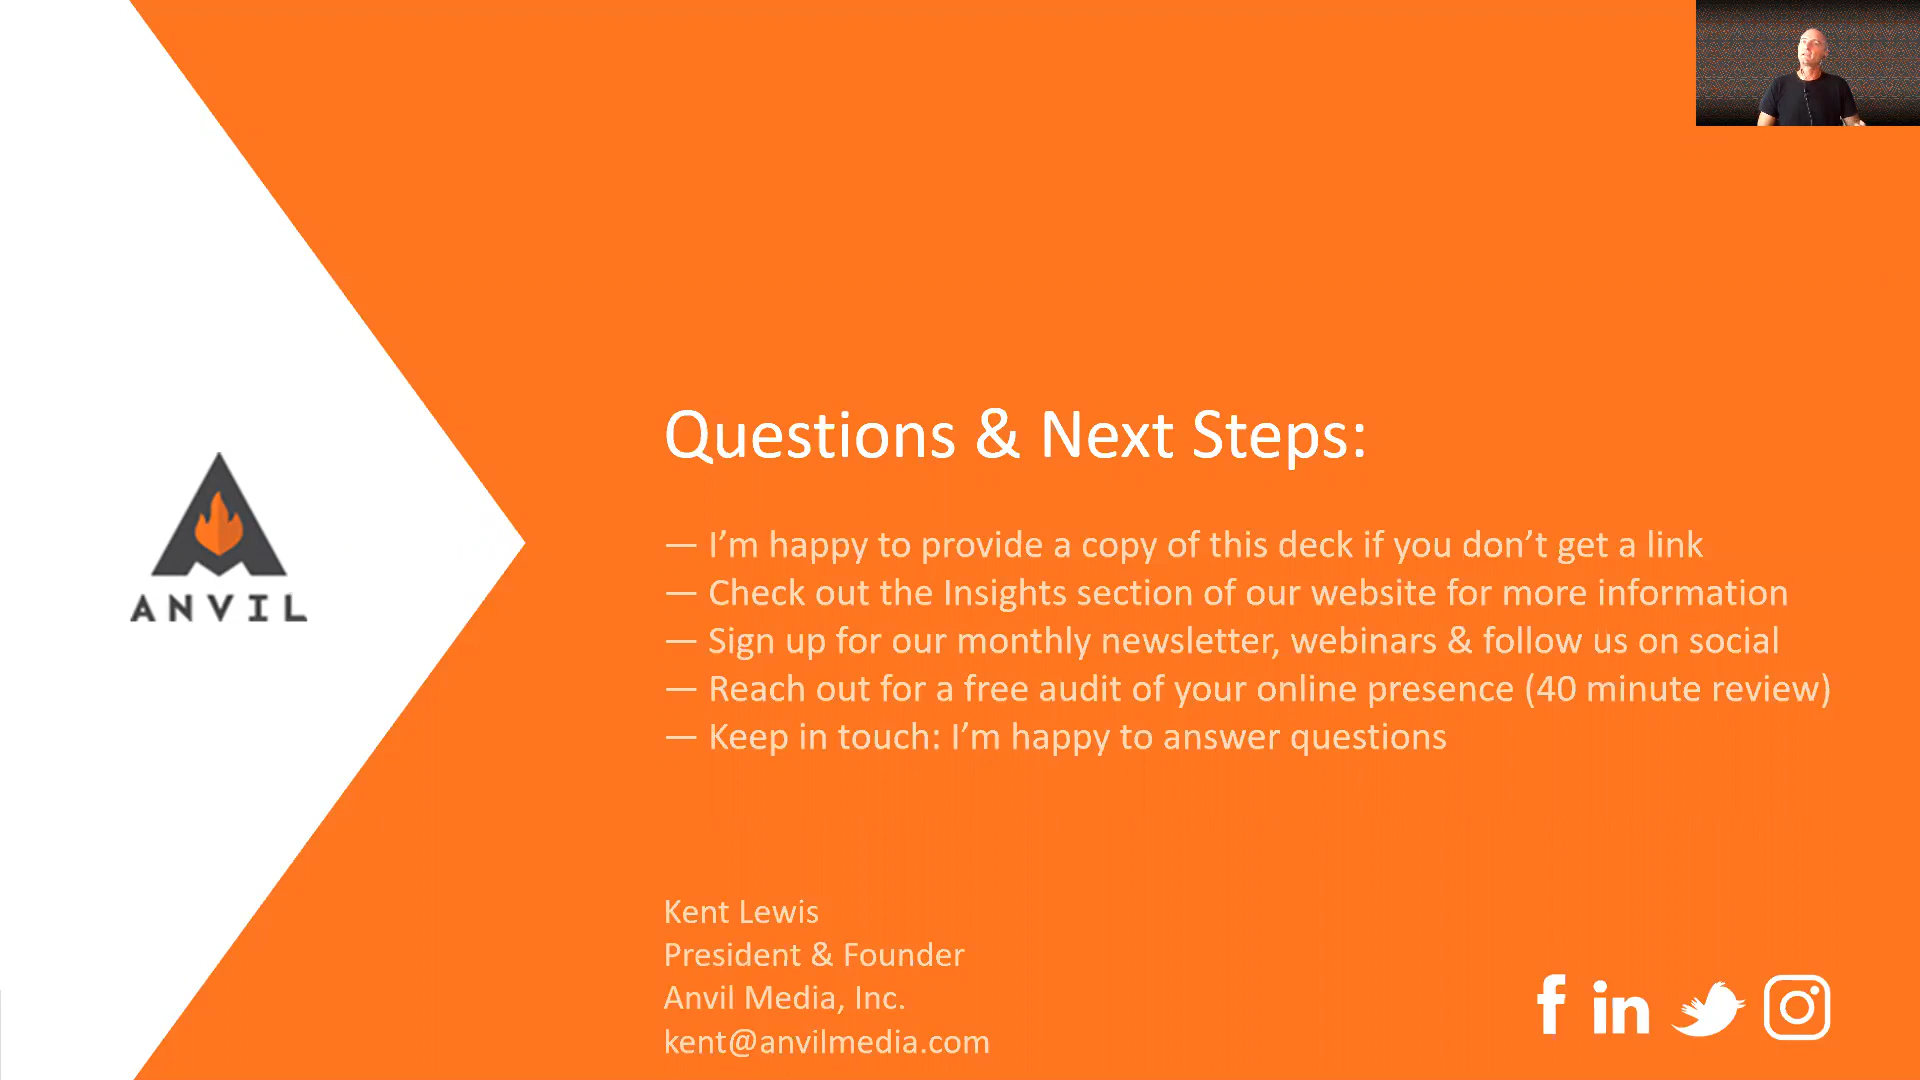 ANVIL
Questions & Next Steps:
— I’m happy to provide a copy of this deck if you don’t get a link
— Check out the Insights section of our website for more information
— Sign up for our monthly newsletter, webinars & follow us on social
— Reach out for a free audit of your online presence (40 minute review)
— Keep in touch: I’m happy to answer questions
Kent Lewis
President & Founder
Anvil Media, Inc.
kent@anvilmedia.com